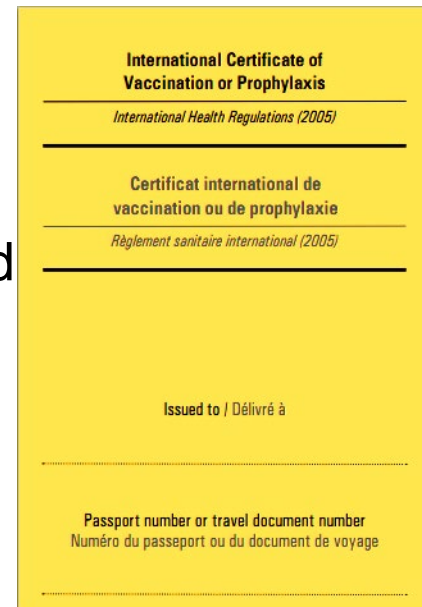 International Certificate of
Vaccination or Prophylaxis
International Health Regulations (2005)
Certificat international de
vaccination ou de prophylaxie
Règlement sanitaire international (2005)
d
Issued to / Délivré à
Passport number or travel document number
Numéro du passeport ou du document de voyage